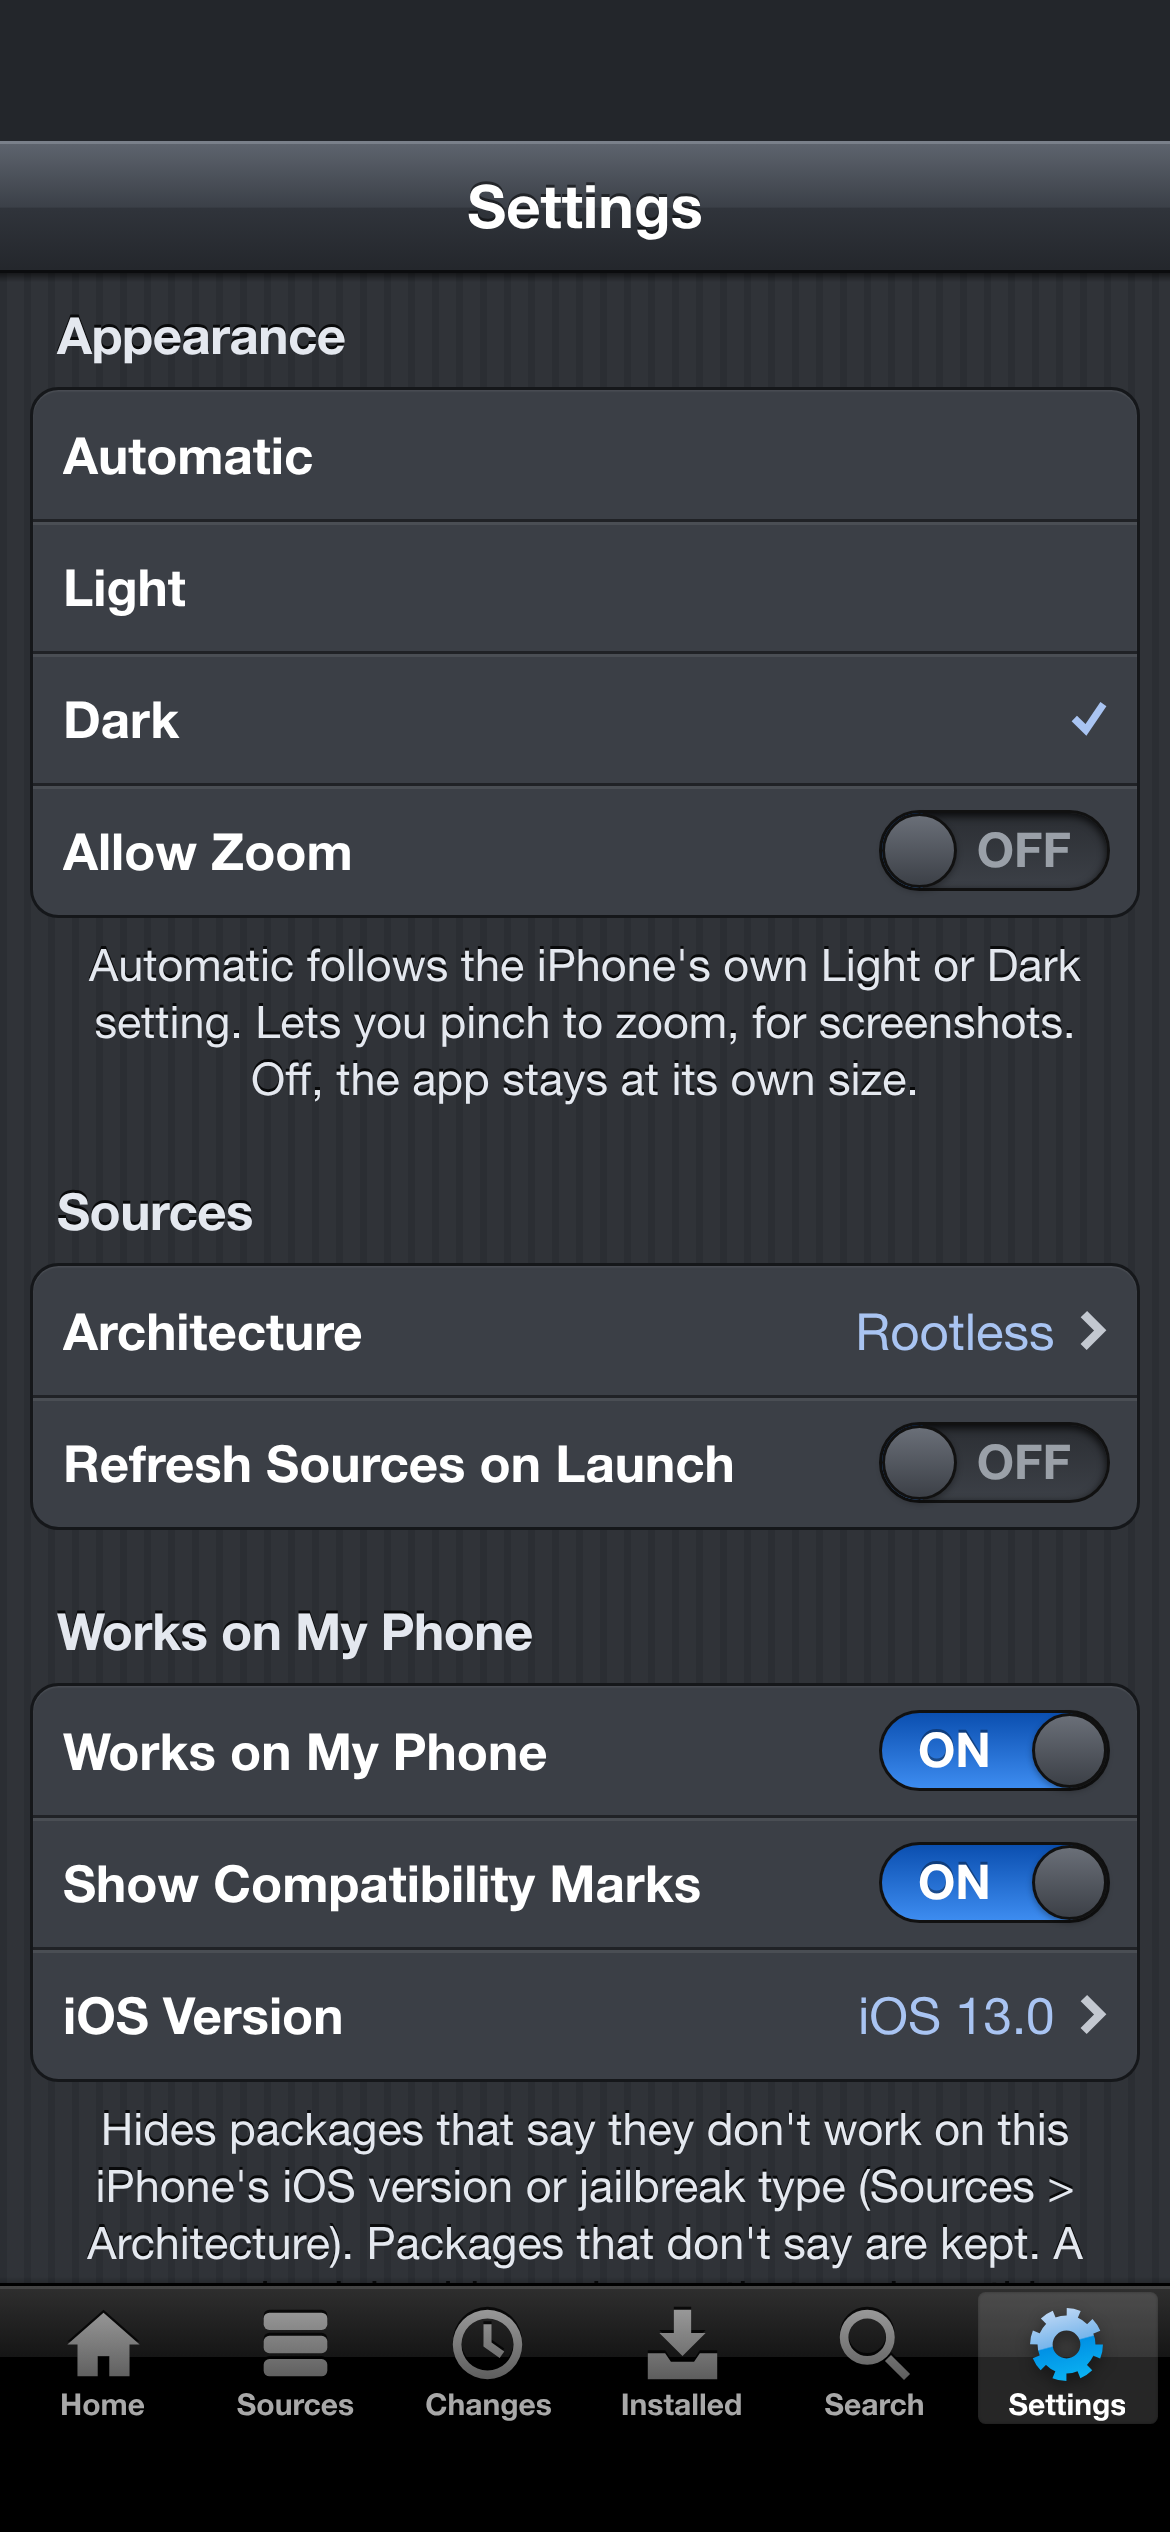 Settings
Appearance
Automatic
Light
Dark
Allow Zoom OFF
Automatic follows the iPhone's own Light or Dark
setting. Lets you pinch to zoom, for screenshots.
Off, the app stays at its own size.
Sources
Architecture Rootless
Refresh Sources on Launch OFF
Works on My Phone
Works on My Phone ON
Show Compatibility Marks ON
iOS Version iOS 13.0
Hides packages that say they don't work on this
iPhone's iOS version or jailbreak type (Sources >
Architecture). Packages that don't say are kept. A
Home Sources Changes Installed Search Settings